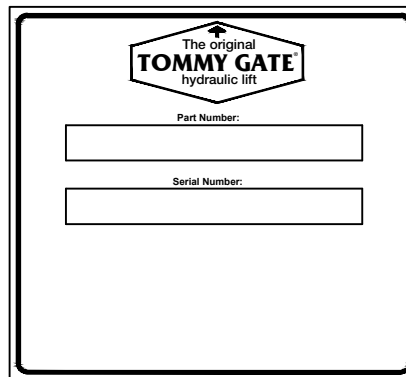 The original
TOMMY GATE®
hydraulic lift
Part Number:
Serial Number: